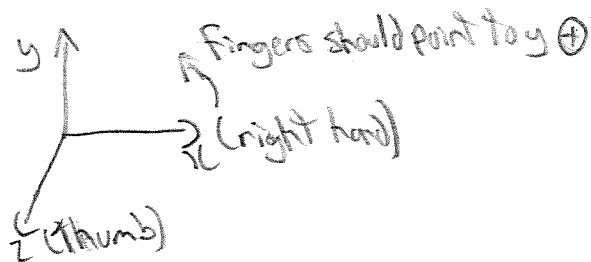 y fingers should point to y ⊕
x (right hand)
z (thumb)